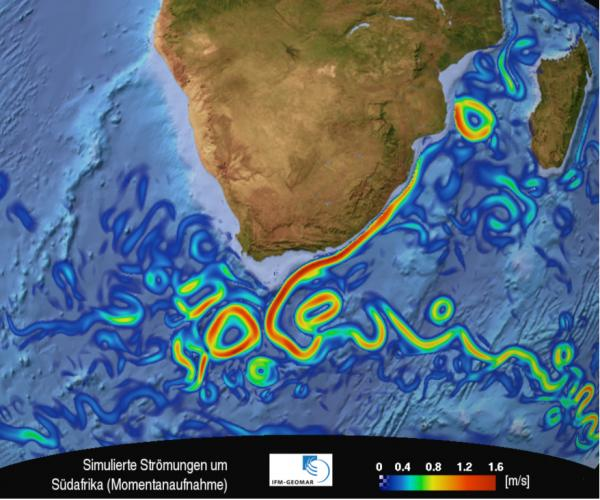 Simulierte Strömungen um
Südafrika (Momentanaufnahme)
IFM-GEOMAR
0 0.4 0.8 1.2 1.6
[m/s]